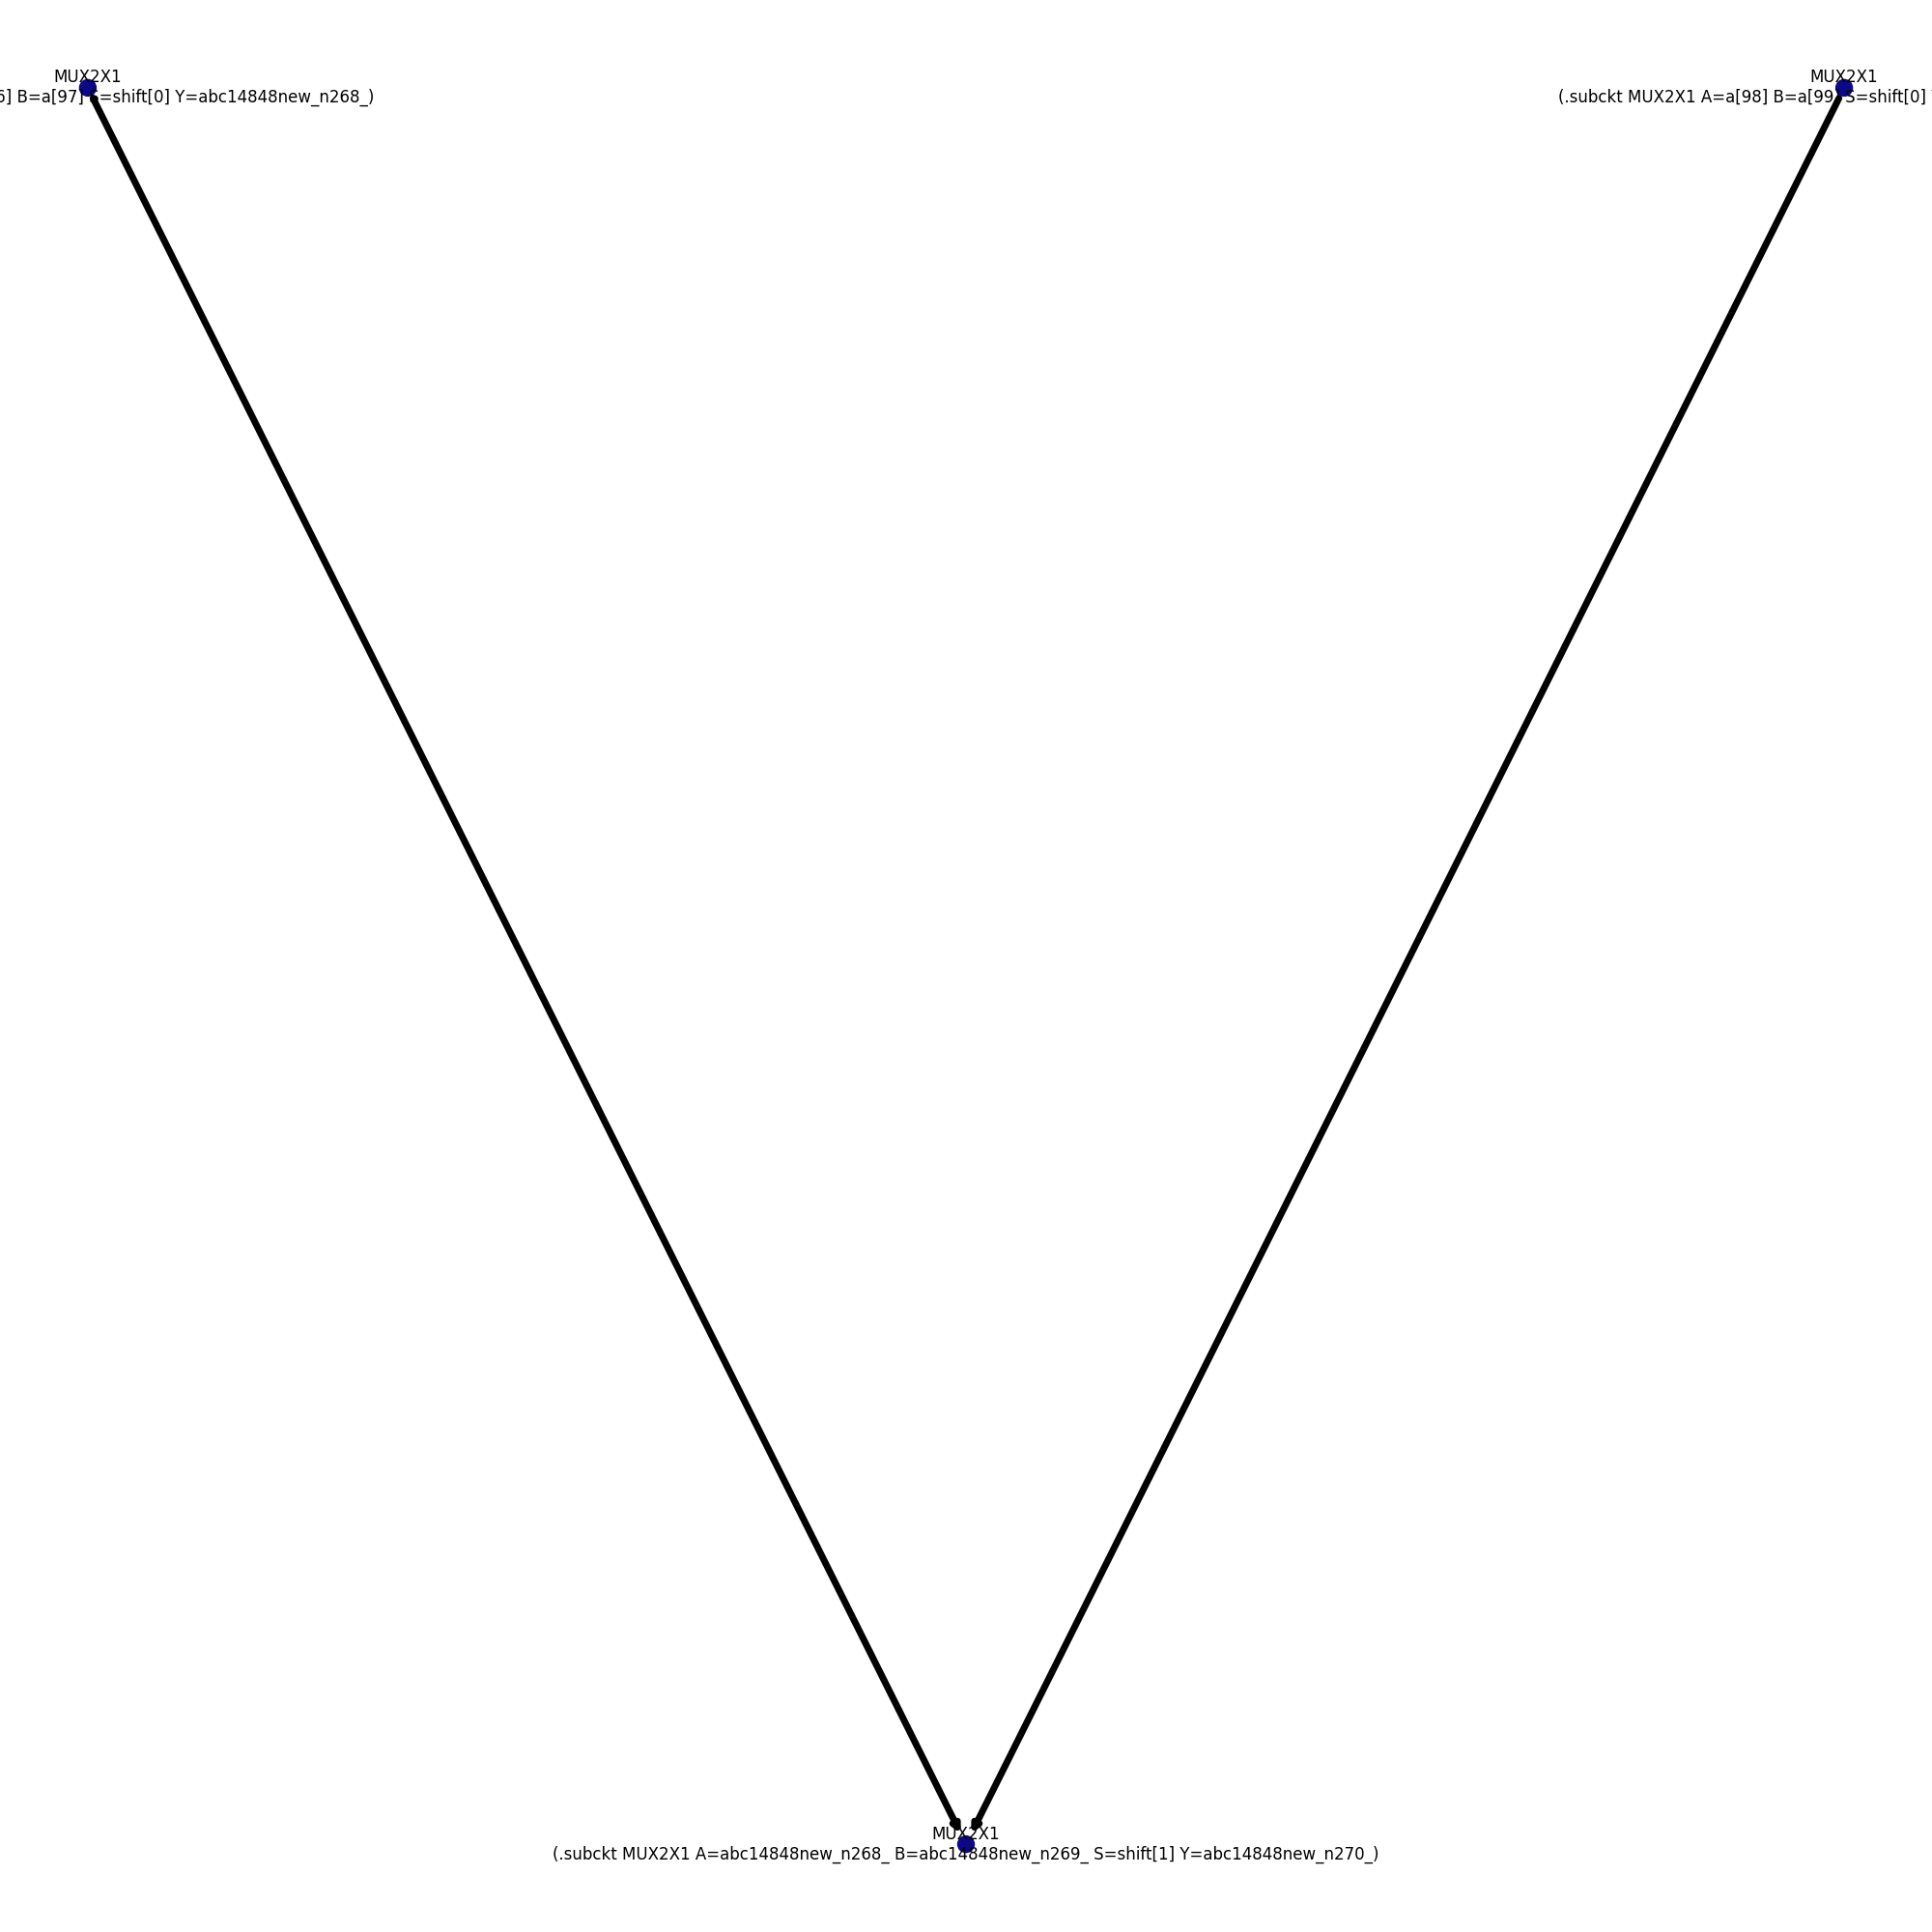 MUX2X1
6] B=a[97] S=shift[0] Y=abc14848new_n268_)
MUX2X1
(.subckt MUX2X1 A=a[98] B=a[99] S=shift[0]
MUX2X1
(.subckt MUX2X1 A=abc14848new_n268_ B=abc14848new_n269_ S=shift[1] Y=abc14848new_n270_)